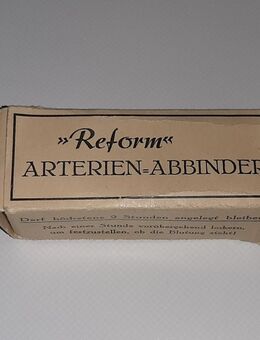 »Reform«
ARTERIEN=ABBINDER
Darf höchstens 2 Stunden angelegt bleiben
Nach einer Stunde vorübergehend lockern,
um festzustellen, ob die Blutung steht!